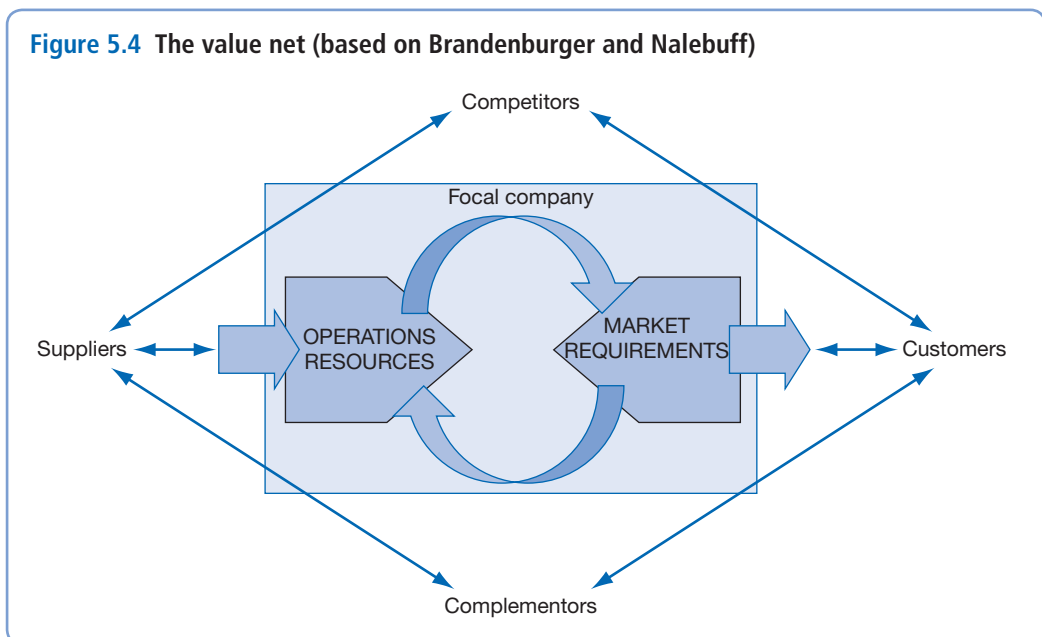 Figure 5.4 The value net (based on Brandenburger and Nalebuff)
Competitors
Focal company
Suppliers
OPERATIONS
RESOURCES
MARKET
REQUIREMENTS
Customers
Complementors